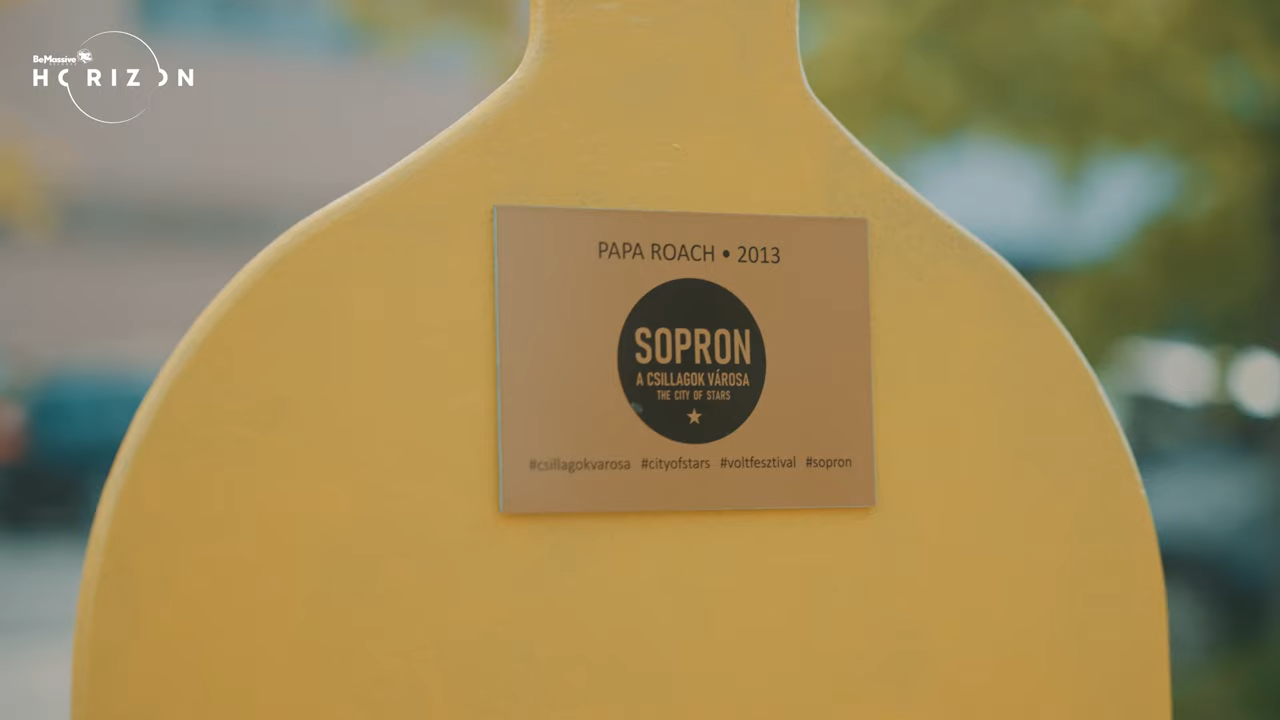 BeMassive
HORIZON
PAPA ROACH • 2013
SOPRON
A CSILLAGOK VÁROSA
THE CITY OF STARS
#csillagokvarosa #cityofstars #voltfesztival #sopron